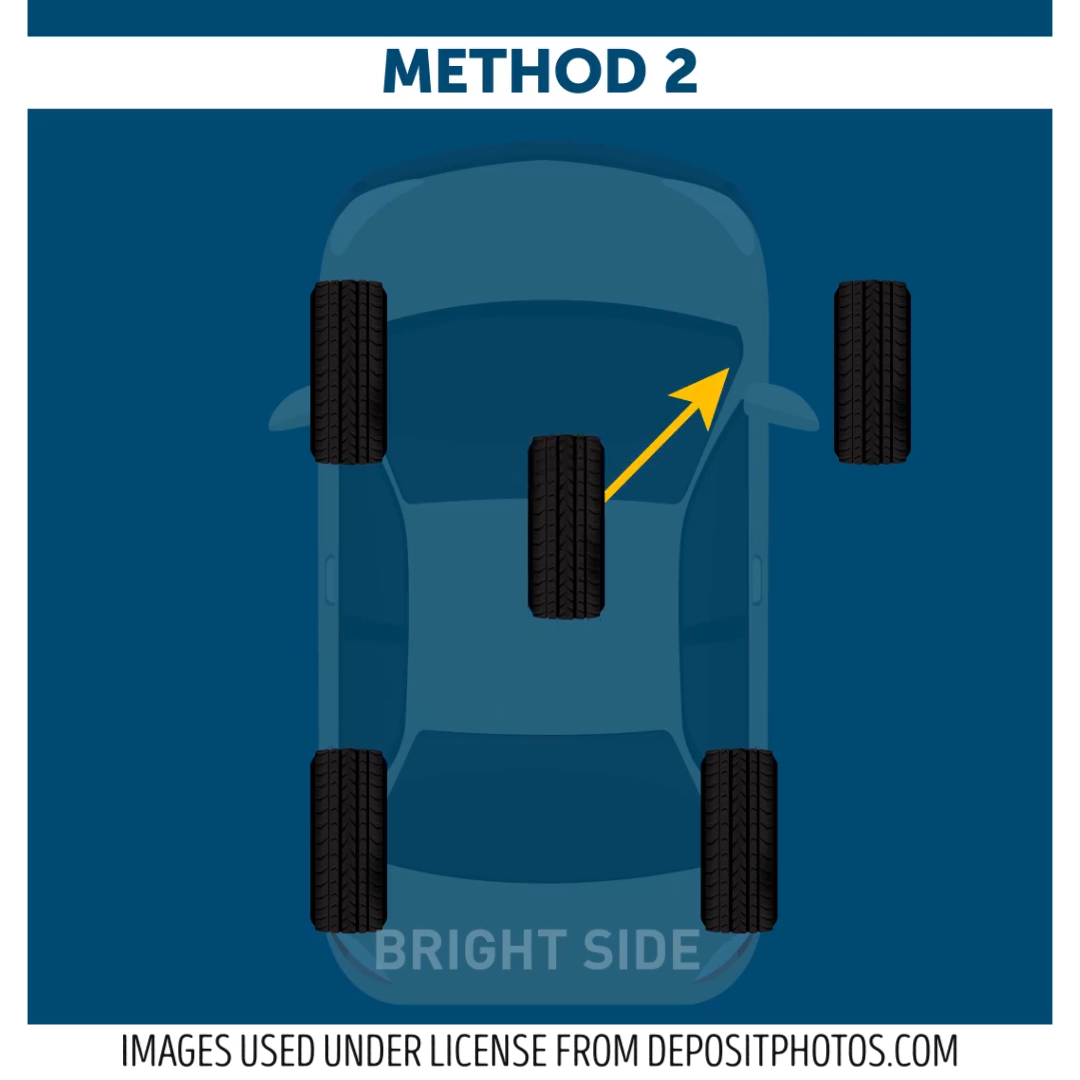 METHOD 2
BRIGHT SIDE
IMAGES USED UNDER LICENSE FROM DEPOSITPHOTOS.COM